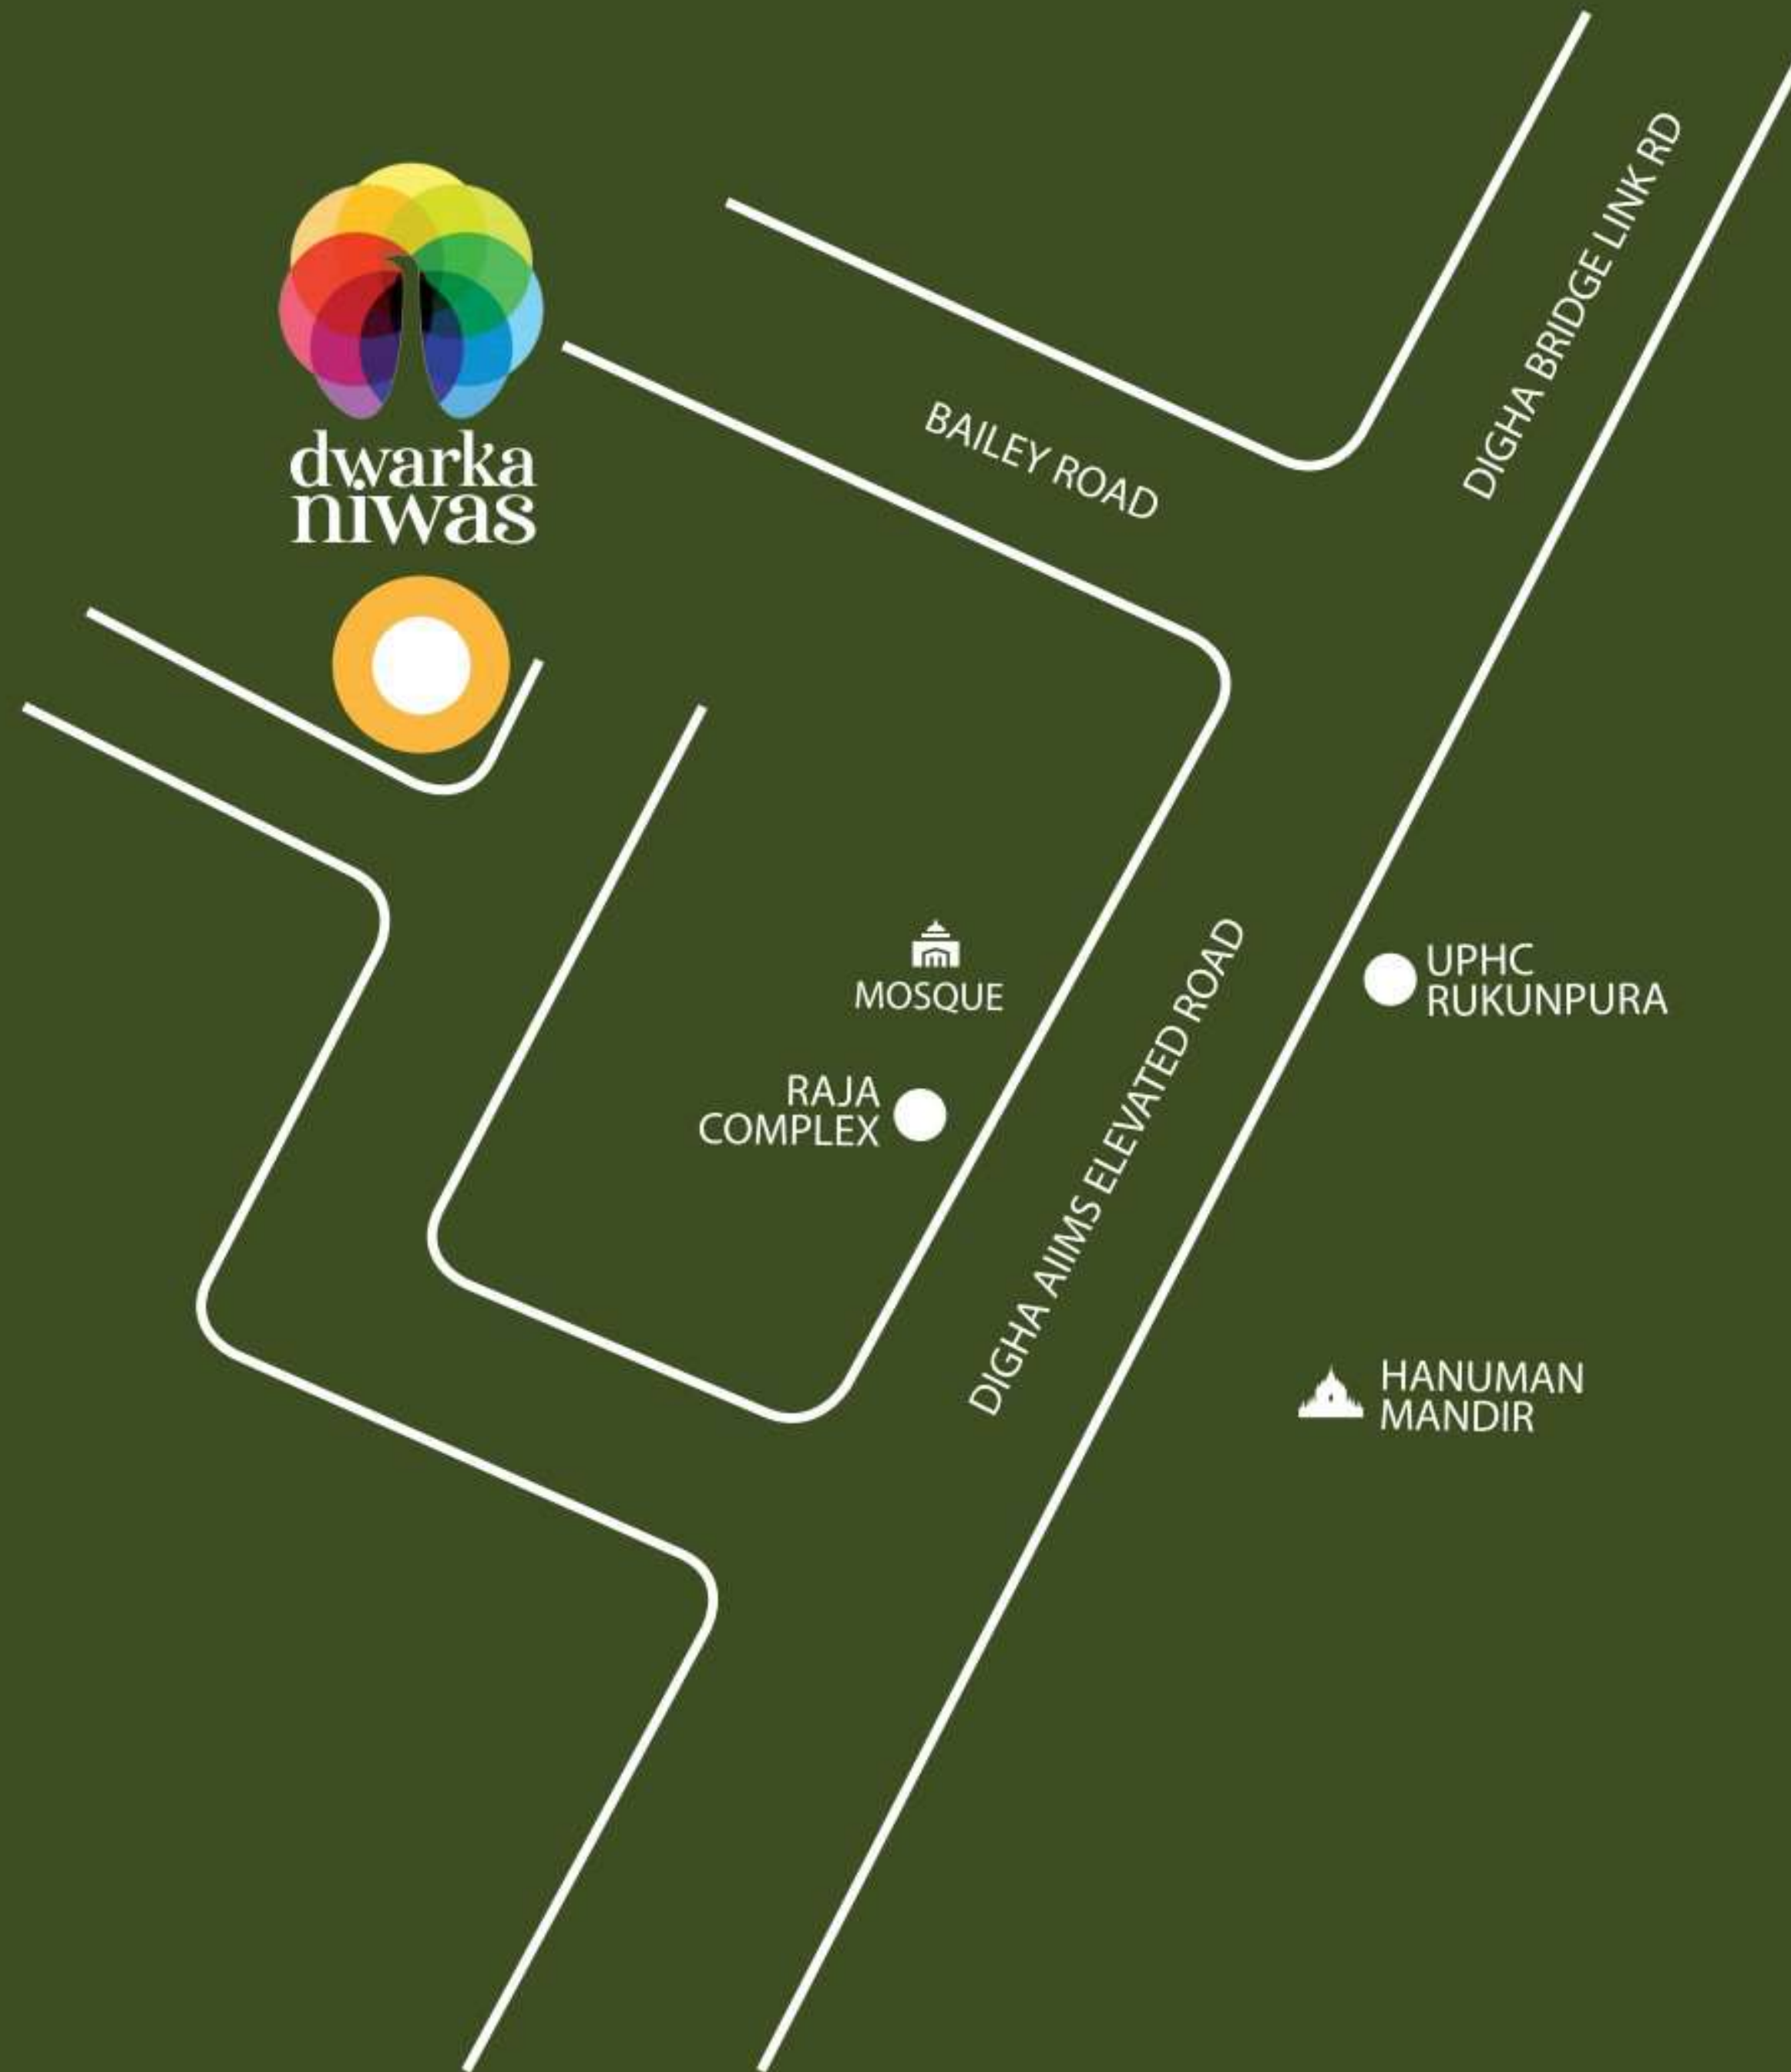 DIGHA BRIDGE LINK RD
BAILEY ROAD
dwarka
niwas
MOSQUE
UPHC
RUKUNPURA
RAJA
COMPLEX
DIGHA AIIMS ELEVATED ROAD
HANUMAN
MANDIR